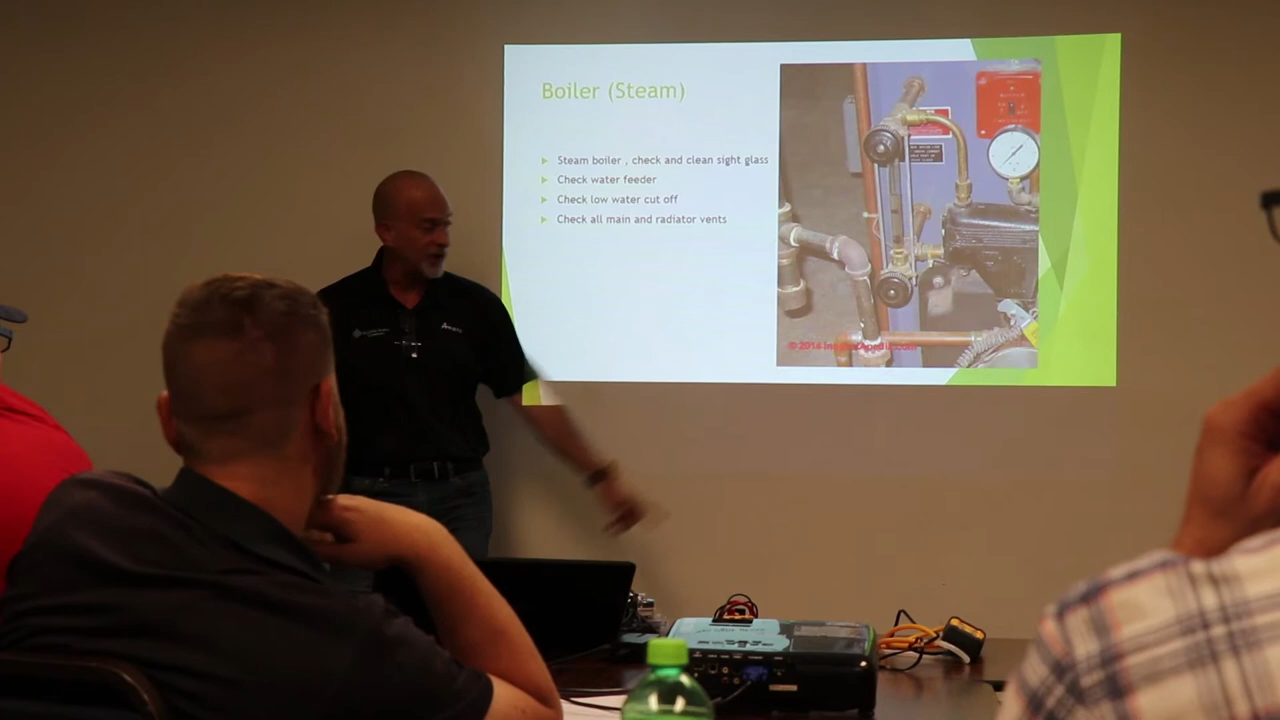 Boiler (Steam)
Steam boiler , check and clean sight glass
Check water feeder
Check low water cut off
Check all main and radiator vents